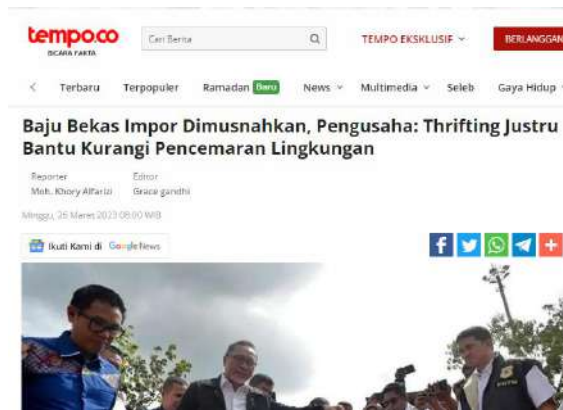 tempo.co
BICARA FAKTA
Cari Berita
TEMPO EKSKLUSIF
BERLANGGAN
Terbaru Terpopuler Ramadan Baru News Multimedia Seleb Gaya Hidup
Baju Bekas Impor Dimusnahkan, Pengusaha: Thrifting Justru
Bantu Kurangi Pencemaran Lingkungan
Reporter Editor
Moh. Khory Alfarizi Grace gandhi
Minggu, 26 Maret 2023 08:00 WIB
Ikuti Kami di Google News